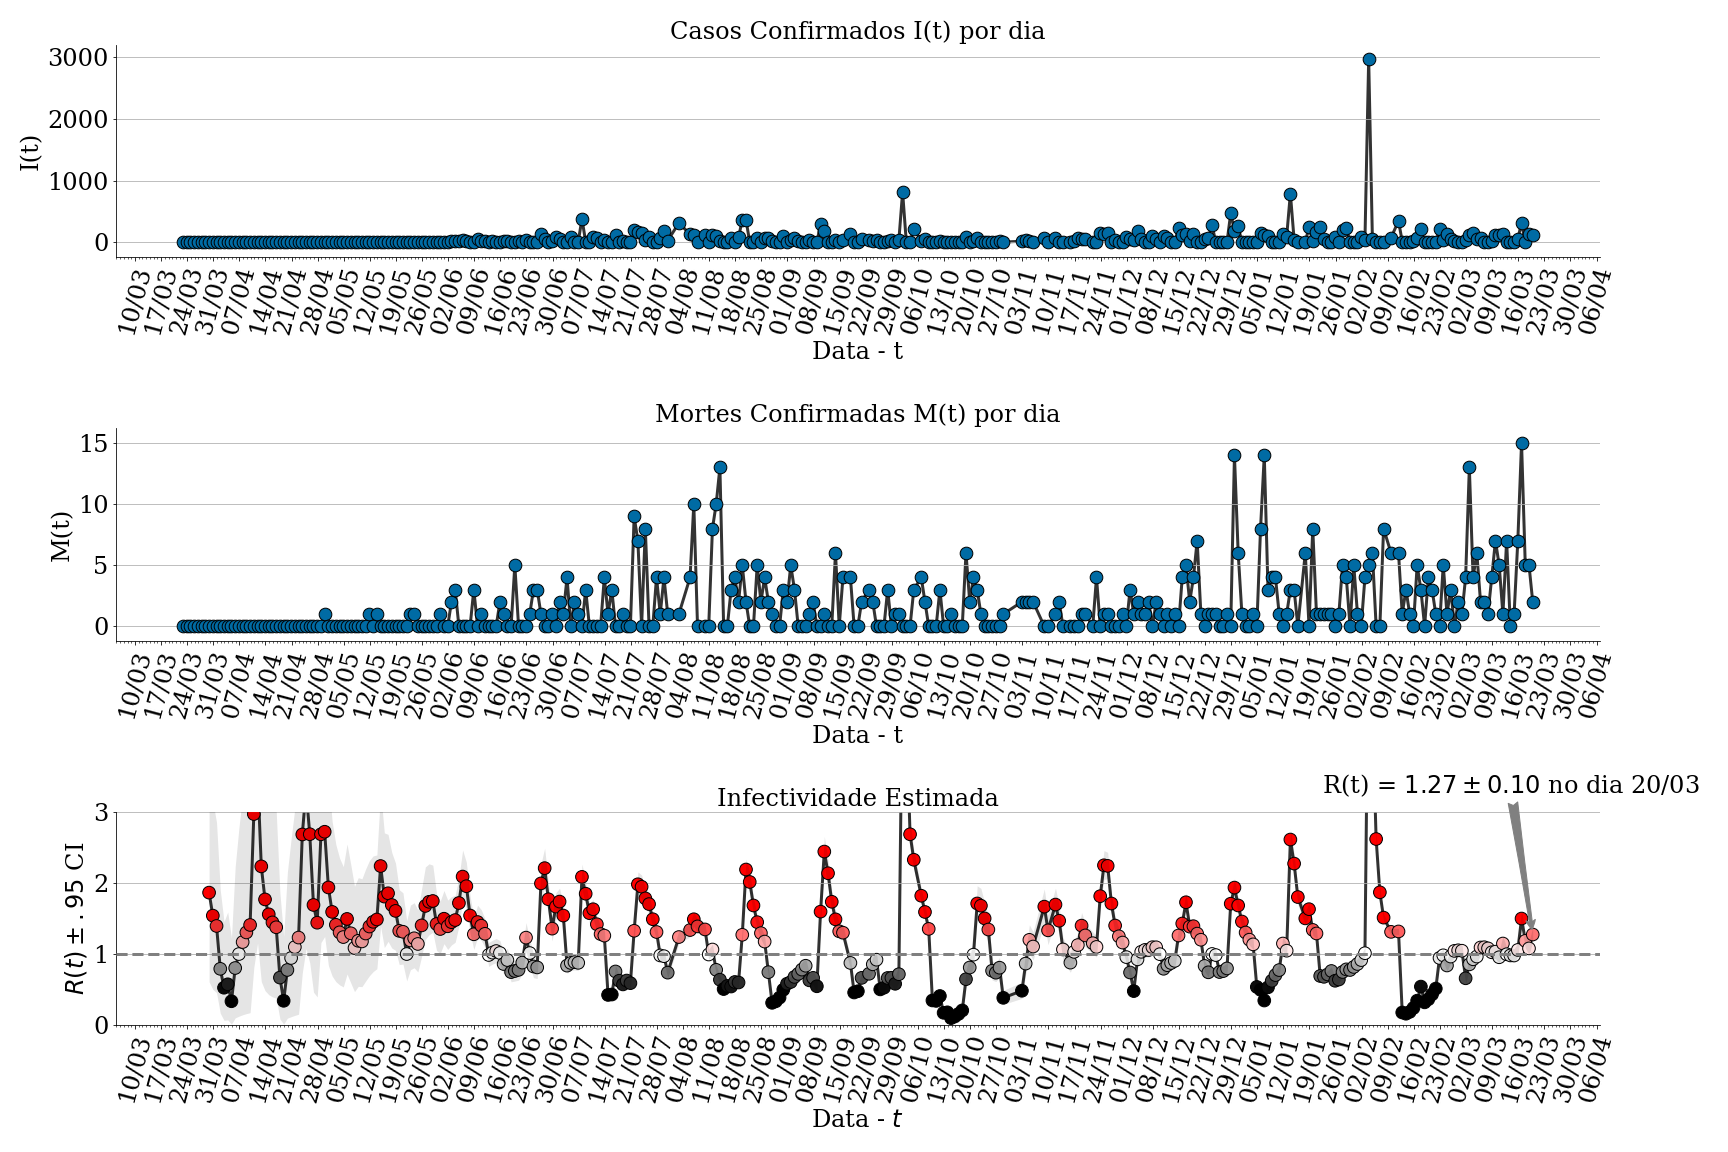 Casos Confirmados I(t) por dia
3000
2000
1000
0
I(t)
10/03 17/03 24/03 31/03 07/04 14/04 21/04 28/04 05/05 12/05 19/05 26/05 02/06 09/06 16/06 23/06 30/06 07/07 14/07 21/07 28/07 04/08 11/08 18/08 25/08 01/09 08/09 15/09 22/09 29/09 06/10 13/10 20/10 27/10 03/11 10/11 17/11 24/11 01/12 08/12 15/12 22/12 29/12 05/01 12/01 19/01 26/01 02/02 09/02 16/02 23/02 02/03 09/03 16/03 23/03 30/03 06/04
Data - t
Mortes Confirmadas M(t) por dia
15
10
5
0
M(t)
10/03 17/03 24/03 31/03 07/04 14/04 21/04 28/04 05/05 12/05 19/05 26/05 02/06 09/06 16/06 23/06 30/06 07/07 14/07 21/07 28/07 04/08 11/08 18/08 25/08 01/09 08/09 15/09 22/09 29/09 06/10 13/10 20/10 27/10 03/11 10/11 17/11 24/11 01/12 08/12 15/12 22/12 29/12 05/01 12/01 19/01 26/01 02/02 09/02 16/02 23/02 02/03 09/03 16/03 23/03 30/03 06/04
Data - t
R(t) = 1.27 ± 0.10 no dia 20/03
Infectividade Estimada
3
2
1
0
R(t) ± .95 CI
10/03 17/03 24/03 31/03 07/04 14/04 21/04 28/04 05/05 12/05 19/05 26/05 02/06 09/06 16/06 23/06 30/06 07/07 14/07 21/07 28/07 04/08 11/08 18/08 25/08 01/09 08/09 15/09 22/09 29/09 06/10 13/10 20/10 27/10 03/11 10/11 17/11 24/11 01/12 08/12 15/12 22/12 29/12 05/01 12/01 19/01 26/01 02/02 09/02 16/02 23/02 02/03 09/03 16/03 23/03 30/03 06/04
Data - t